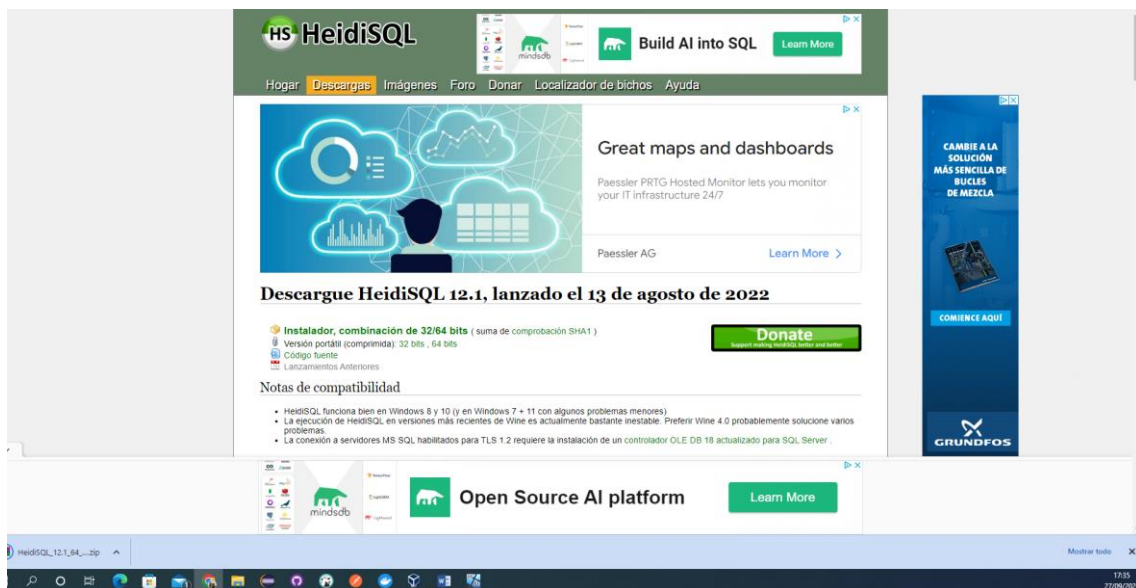 HS HeidiSQL
mindsdb
Build AI into SQL
Learn More
Hogar Descargas Imágenes Foro Donar Localizador de bichos Ayuda
Great maps and dashboards
Paessler PRTG Hosted Monitor lets you monitor
your IT infrastructure 24/7
Paessler AG
Learn More
CAMBIE A LA
SOLUCIÓN
MÁS SENCILLA DE
BUCLES
DE MEZCLA
COMIENCE AQUÍ
GRUNDFOS
Descargue HeidiSQL 12.1, lanzado el 13 de agosto de 2022
Instalador, combinación de 32/64 bits ( suma de comprobación SHA1 )
Versión portátil (comprimida): 32 bits , 64 bits
Código fuente
Lanzamientos Anteriores
Donate
Support making HeidiSQL better and better
Notas de compatibilidad
HeidiSQL funciona bien en Windows 8 y 10 (y en Windows 7 + 11 con algunos problemas menores)
La ejecución de HeidiSQL en versiones más recientes de Wine es actualmente bastante inestable. Preferir Wine 4.0 probablemente solucione varios
problemas.
La conexión a servidores MS SQL habilitados para TLS 1.2 requiere la instalación de un controlador OLE DB 18 actualizado para SQL Server .
mindsdb
Open Source AI platform
Learn More
HeidiSQL_12.1_64_....zip
Mostrar todo
17:35